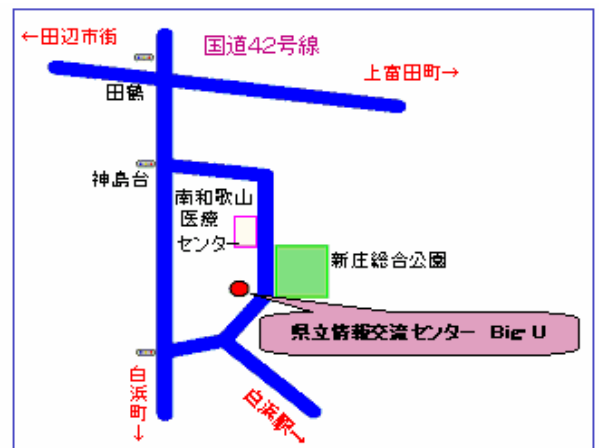 ←田辺市街
国道42号線
上富田町→
田鶴
神島台
南和歌山
医療
センター
新庄総合公園
県立情報交流センター Big U
白浜町↓
白浜駅→